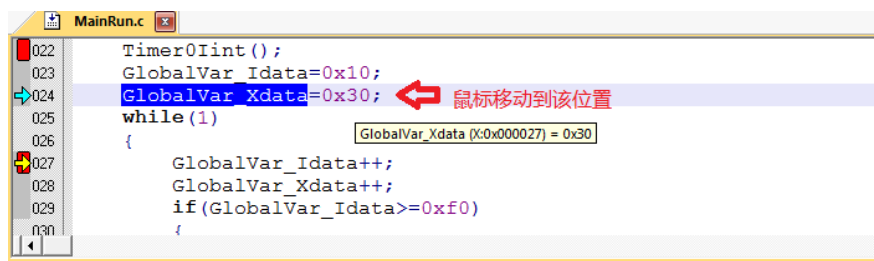 MainRun.c
022 Timer0Iint();
023 GlobalVar_Idata=0x10;
024 GlobalVar_Xdata=0x30; 鼠标移动到该位置
025 while(1)
GlobalVar_Xdata (X:0x000027) = 0x30
026 {
027 GlobalVar_Idata++;
028 GlobalVar_Xdata++;
029 if(GlobalVar_Idata>=0xf0)
030 {